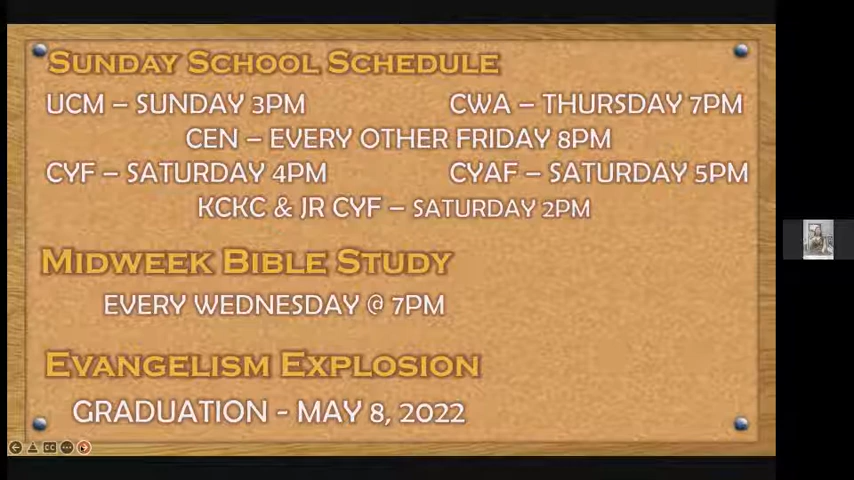 SUNDAY SCHOOL SCHEDULE
UCM – SUNDAY 3PM CWA – THURSDAY 7PM
CEN – EVERY OTHER FRIDAY 8PM
CYF – SATURDAY 4PM CYAF – SATURDAY 5PM
KCKC & JR CYF – SATURDAY 2PM
MIDWEEK BIBLE STUDY
EVERY WEDNESDAY @ 7PM
EVANGELISM EXPLOSION
GRADUATION - MAY 8, 2022
CC